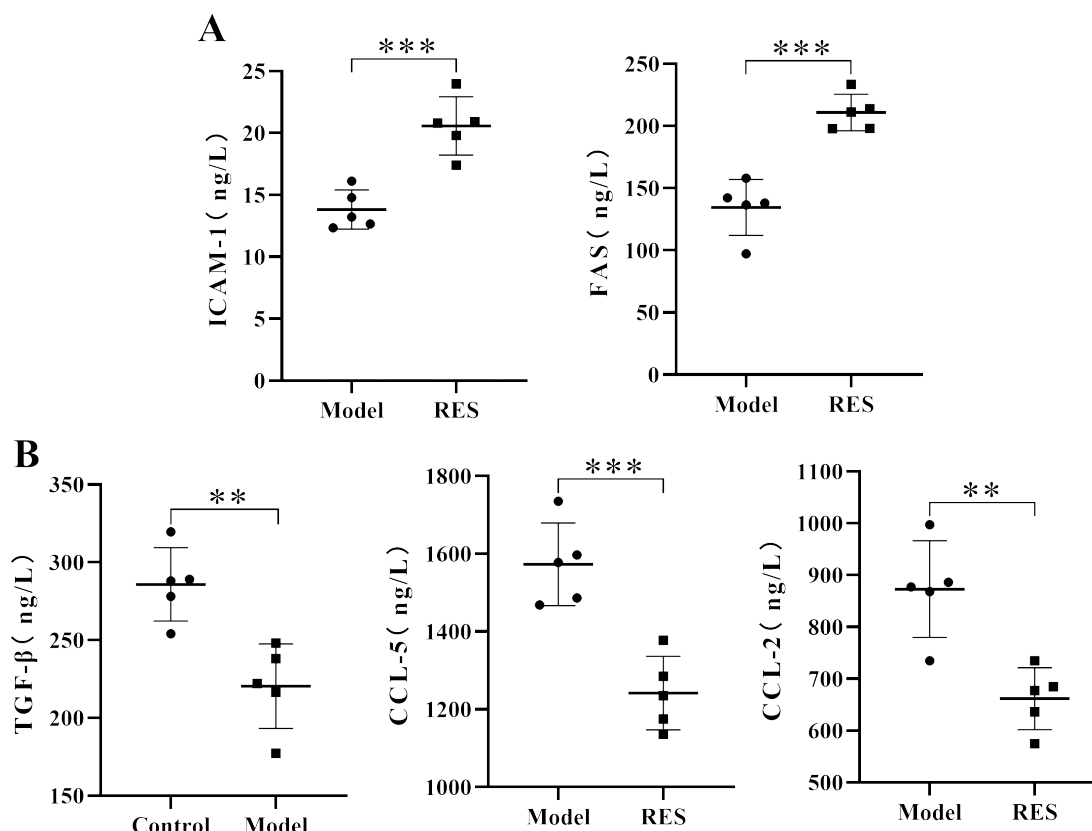 A
***
***
25
20
15
10
5
0
ICAM-1( ng/L)
Model RES
250
200
150
100
50
0
FAS( ng/L)
Model RES
B
**
***
**
350
300
250
200
150
TGF-β( ng/L)
Control Model
1800
1600
1400
1200
1000
CCL-5( ng/L)
Model RES
1100
1000
900
800
700
600
500
CCL-2( ng/L)
Model RES